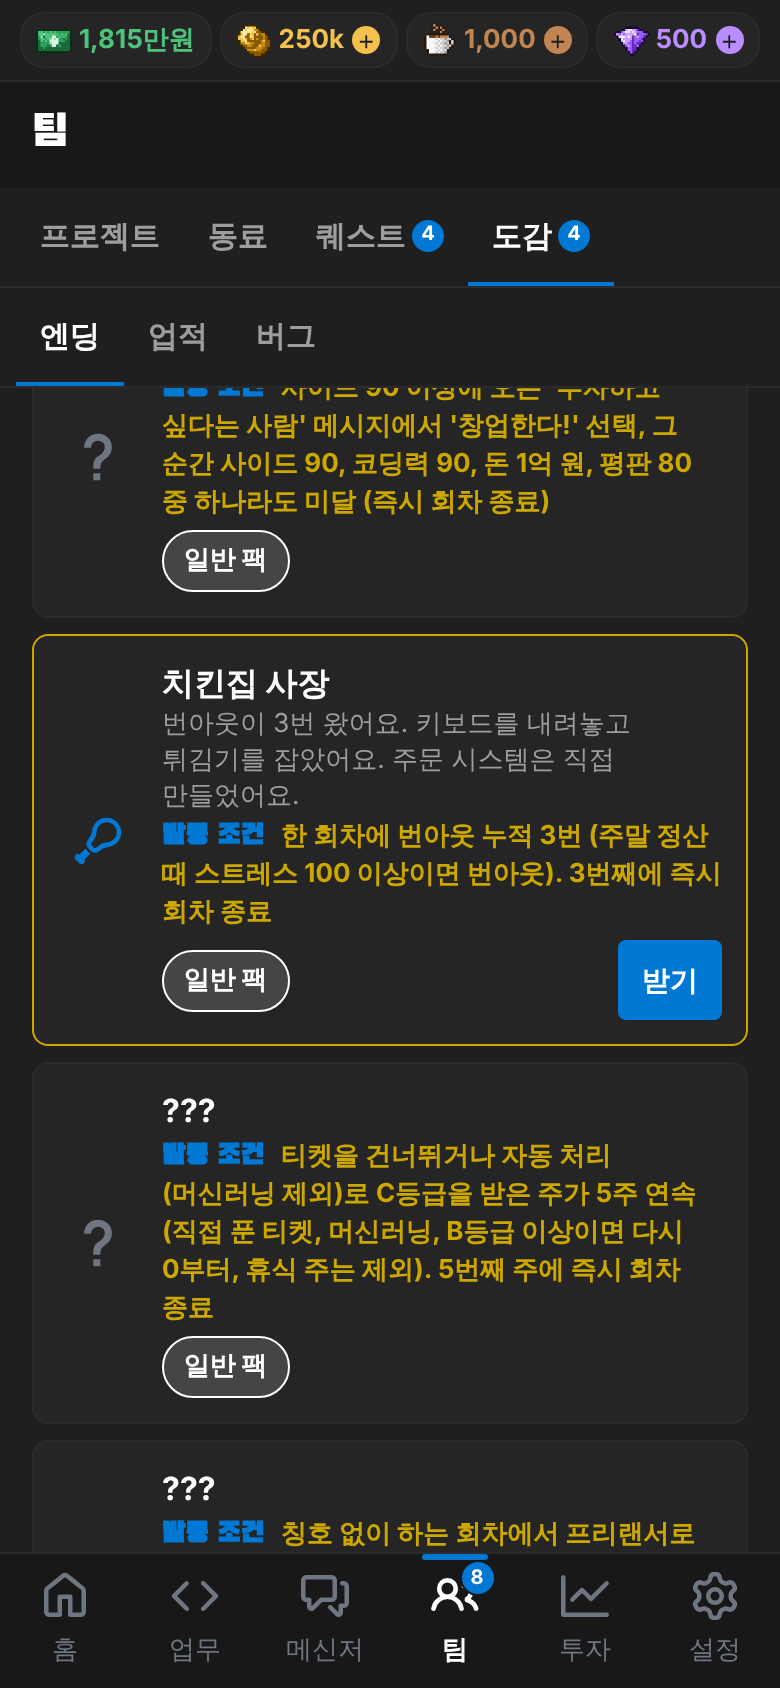 1,815만원
250k
1,000
500
팀
프로젝트
동료
퀘스트 4
도감 4
엔딩
업적
버그
싶다는 사람' 메시지에서 '창업한다!' 선택, 그
순간 사이드 90, 코딩력 90, 돈 1억 원, 평판 80
중 하나라도 미달 (즉시 회차 종료)
일반 팩
치킨집 사장
번아웃이 3번 왔어요. 키보드를 내려놓고
튀김기를 잡았어요. 주문 시스템은 직접
만들었어요.
발동 조건 한 회차에 번아웃 누적 3번 (주말 정산
때 스트레스 100 이상이면 번아웃). 3번째에 즉시
회차 종료
일반 팩
받기
???
발동 조건 티켓을 건너뛰거나 자동 처리
(머신러닝 제외)로 C등급을 받은 주가 5주 연속
(직접 푼 티켓, 머신러닝, B등급 이상이면 다시
0부터, 휴식 주는 제외). 5번째 주에 즉시 회차
종료
일반 팩
???
발동 조건 칭호 없이 하는 회차에서 프리랜서로
8
홈
업무
메신저
팀
투자
설정